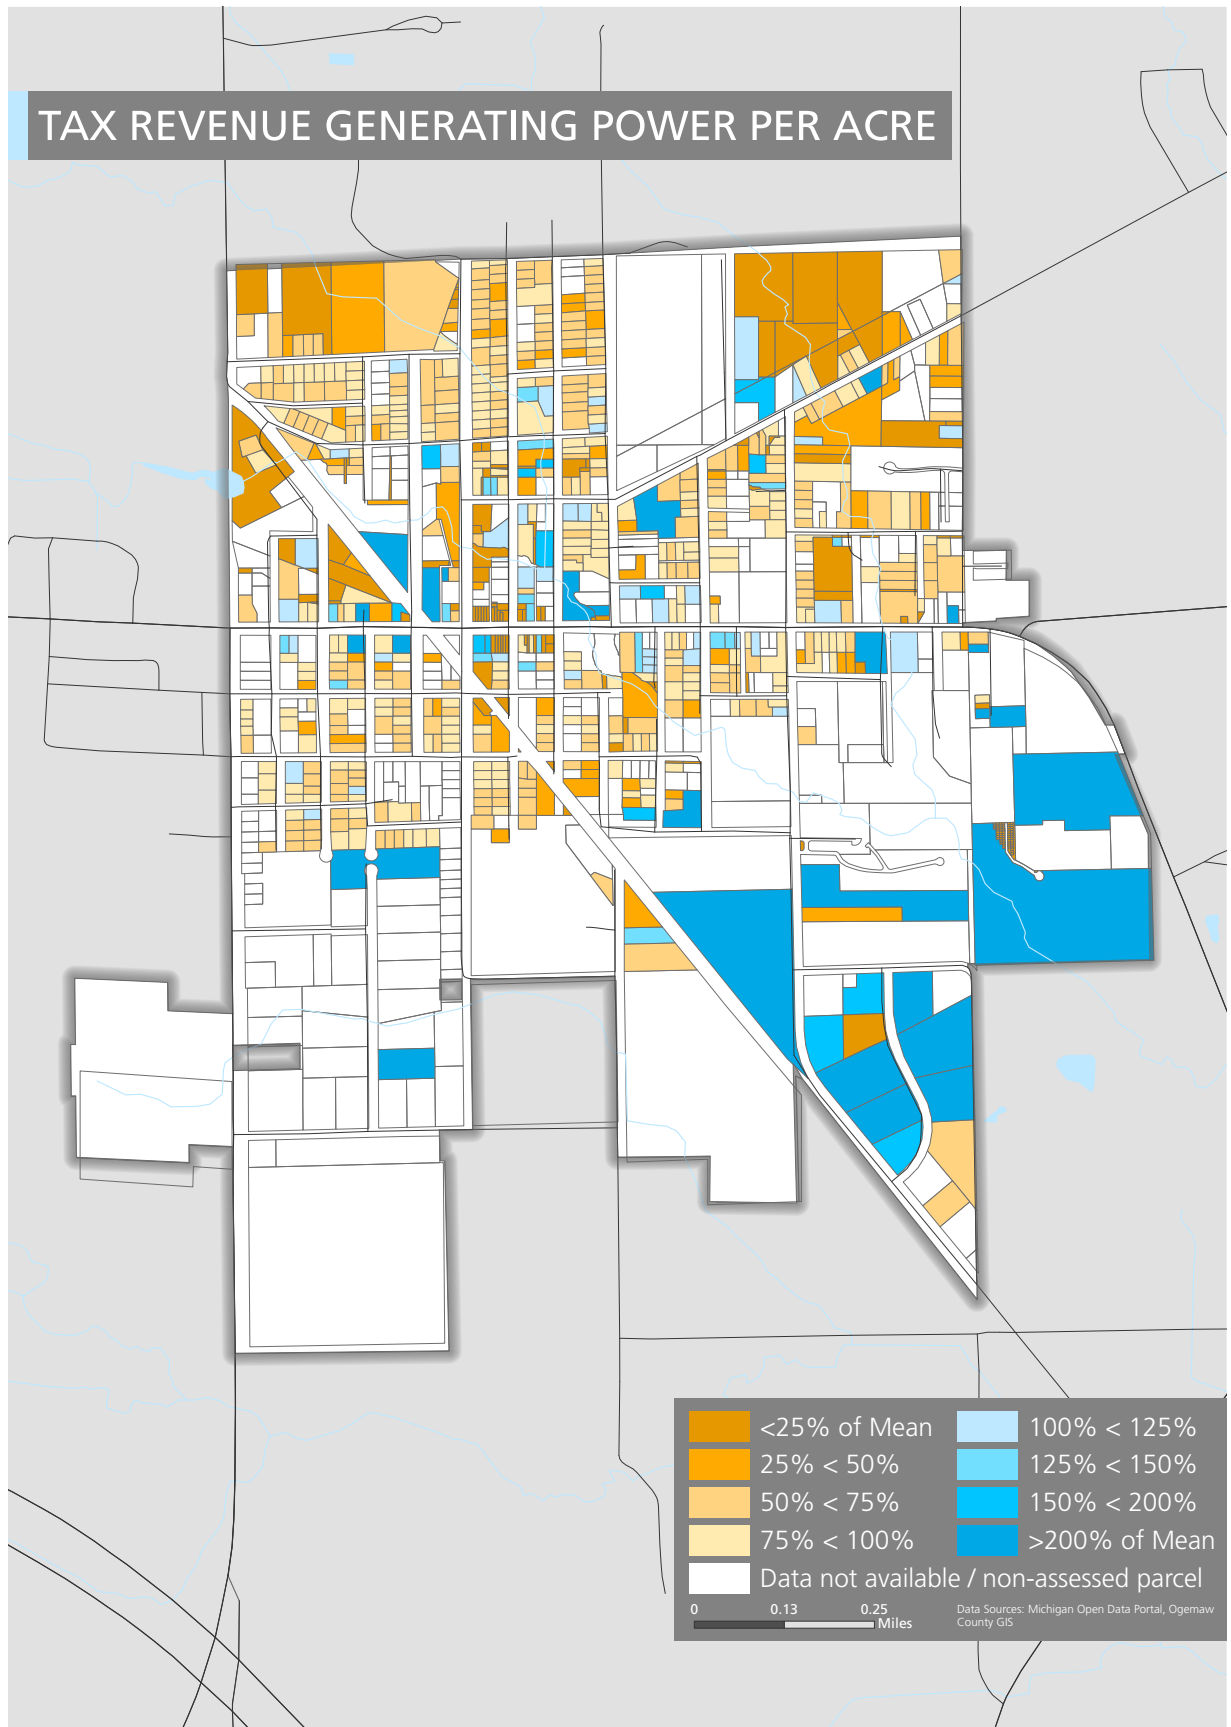 TAX REVENUE GENERATING POWER PER ACRE
<25% of Mean
25% < 50%
50% < 75%
75% < 100%
100% < 125%
125% < 150%
150% < 200%
>200% of Mean
Data not available / non-assessed parcel
0 0.13 0.25
Miles
Data Sources: Michigan Open Data Portal, Ogemaw
County GIS